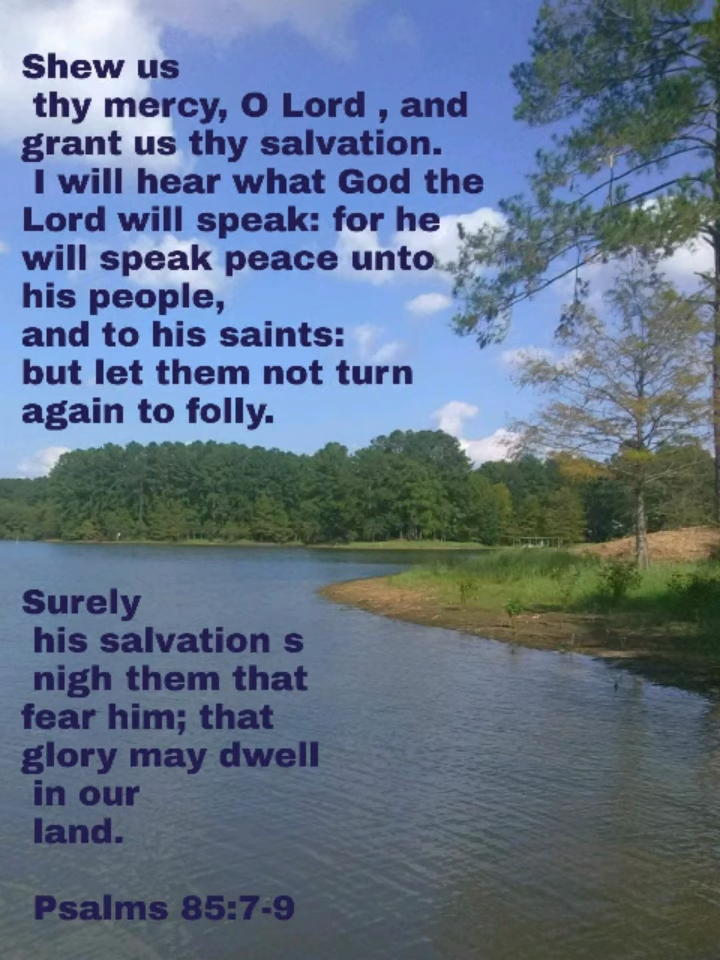 Shew us
thy mercy, O Lord , and
grant us thy salvation.
I will hear what God the
Lord will speak: for he
will speak peace unto
his people,
and to his saints:
but let them not turn
again to folly.
Surely
his salvation s
nigh them that
fear him; that
glory may dwell
in our
land.
Psalms 85:7-9